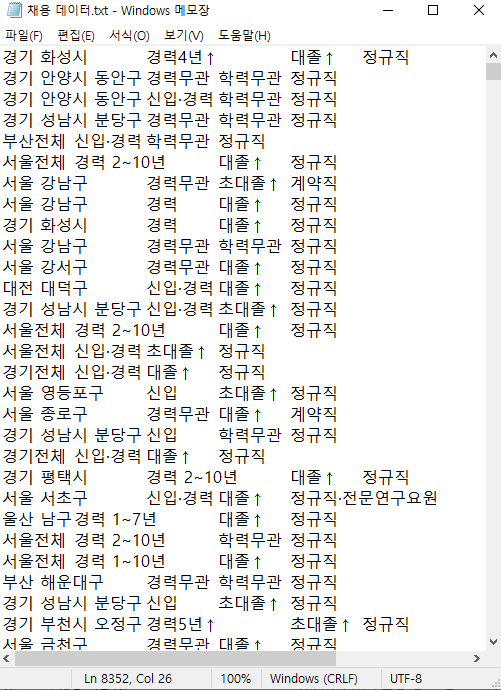 채용 데이터.txt - Windows 메모장
파일(F) 편집(E) 서식(O) 보기(V) 도움말(H)
경기 화성시 경력4년↑ 대졸↑ 정규직
경기 안양시 동안구 경력무관 학력무관 정규직
경기 안양시 동안구 신입·경력 학력무관 정규직
경기 성남시 분당구 경력무관 학력무관 정규직
부산전체 신입·경력 학력무관 정규직
서울전체 경력 2~10년 대졸↑ 정규직
서울 강남구 경력무관 초대졸↑ 계약직
서울 강남구 경력 대졸↑ 정규직
경기 화성시 경력 대졸↑ 정규직
서울 강남구 경력무관 학력무관 정규직
서울 강서구 경력무관 대졸↑ 정규직
대전 대덕구 신입·경력 대졸↑ 정규직
경기 성남시 분당구 신입·경력 초대졸↑ 정규직
서울전체 경력 2~10년 대졸↑ 정규직
서울전체 신입·경력 초대졸↑ 정규직
경기전체 신입·경력 대졸↑ 정규직
서울 영등포구 신입 초대졸↑ 정규직
서울 종로구 경력무관 대졸↑ 계약직
경기 성남시 분당구 신입 학력무관 정규직
경기전체 신입·경력 대졸↑ 정규직
경기 평택시 경력 2~10년 대졸↑ 정규직
서울 서초구 신입·경력 대졸↑ 정규직·전문연구요원
울산 남구 경력 1~7년 대졸↑ 정규직
서울전체 경력 2~10년 학력무관 정규직
서울전체 경력 1~10년 대졸↑ 정규직
부산 해운대구 경력무관 학력무관 정규직
경기 성남시 분당구 신입 초대졸↑ 정규직
경기 부천시 오정구 경력5년↑ 초대졸↑ 정규직
서울 금천구 경력무관 대졸↑ 정규직
Ln 8352, Col 26 100% Windows (CRLF) UTF-8